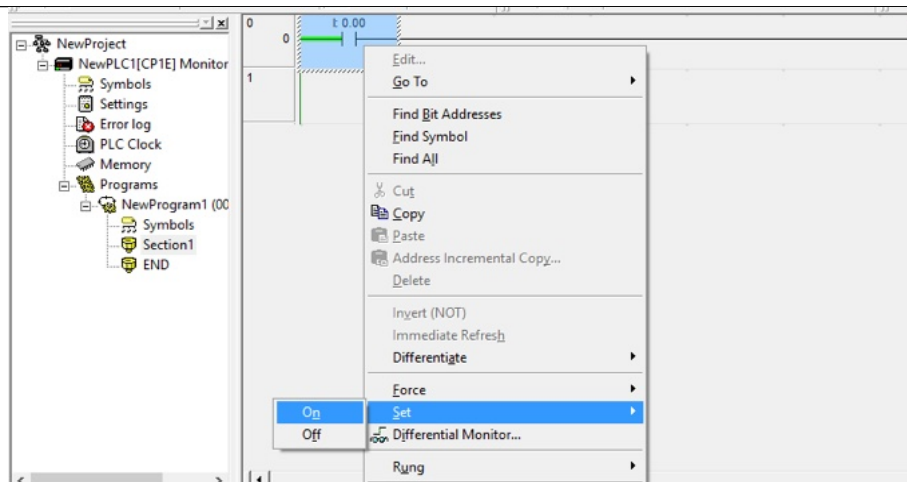 NewProject
NewPLC1[CP1E] Monitor
Symbols
Settings
Error log
PLC Clock
Memory
Programs
NewProgram1 (00
Symbols
Section1
END
0
0
I: 0.00
1
Edit...
Go To
Find Bit Addresses
Find Symbol
Find All
Cut
Copy
Paste
Address Incremental Copy...
Delete
Invert (NOT)
Immediate Refresh
Differentiate
Force
Set
Differential Monitor...
Rung
On
Off